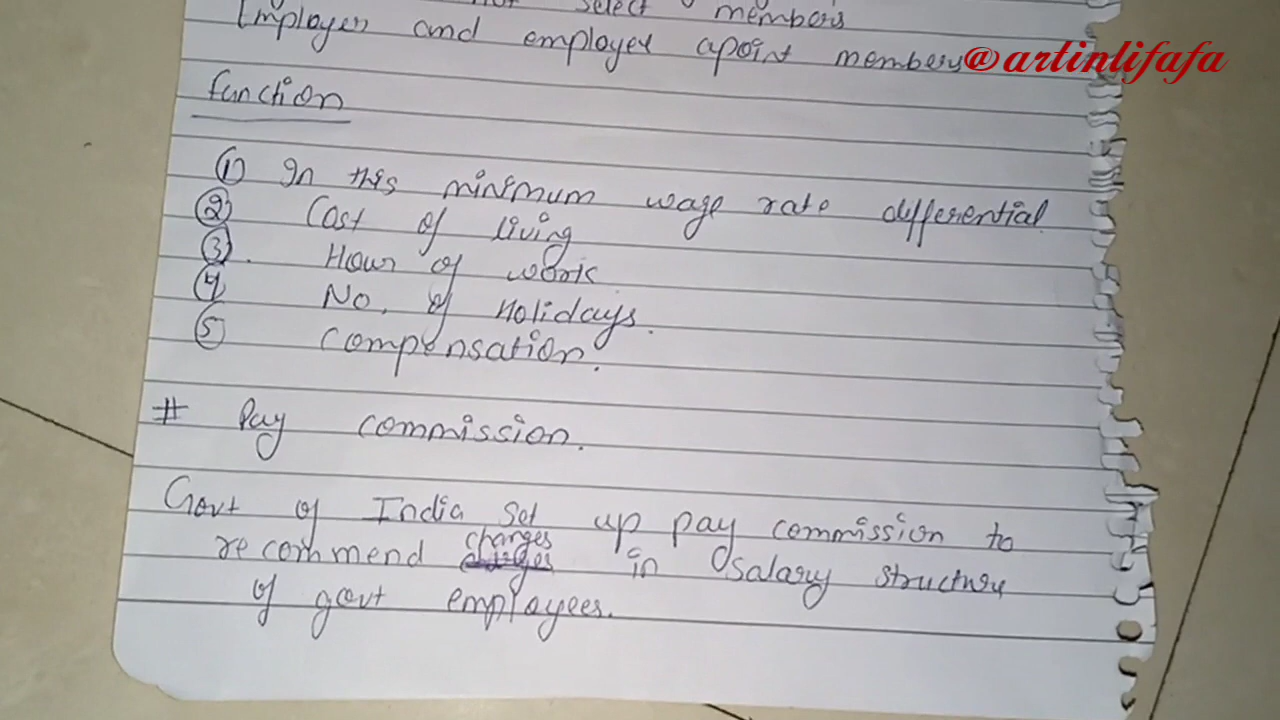 select members
Employer and employer apoint members
@artinlifafa
function
① In this minimum wage rate differential.
② Cost of living
③ . Hour of work
④ No. of Holidays.
⑤ Compensation.
# Pay commission.
Govt of India set up pay commission to
changes
recommend in salary structure
of govt employees.